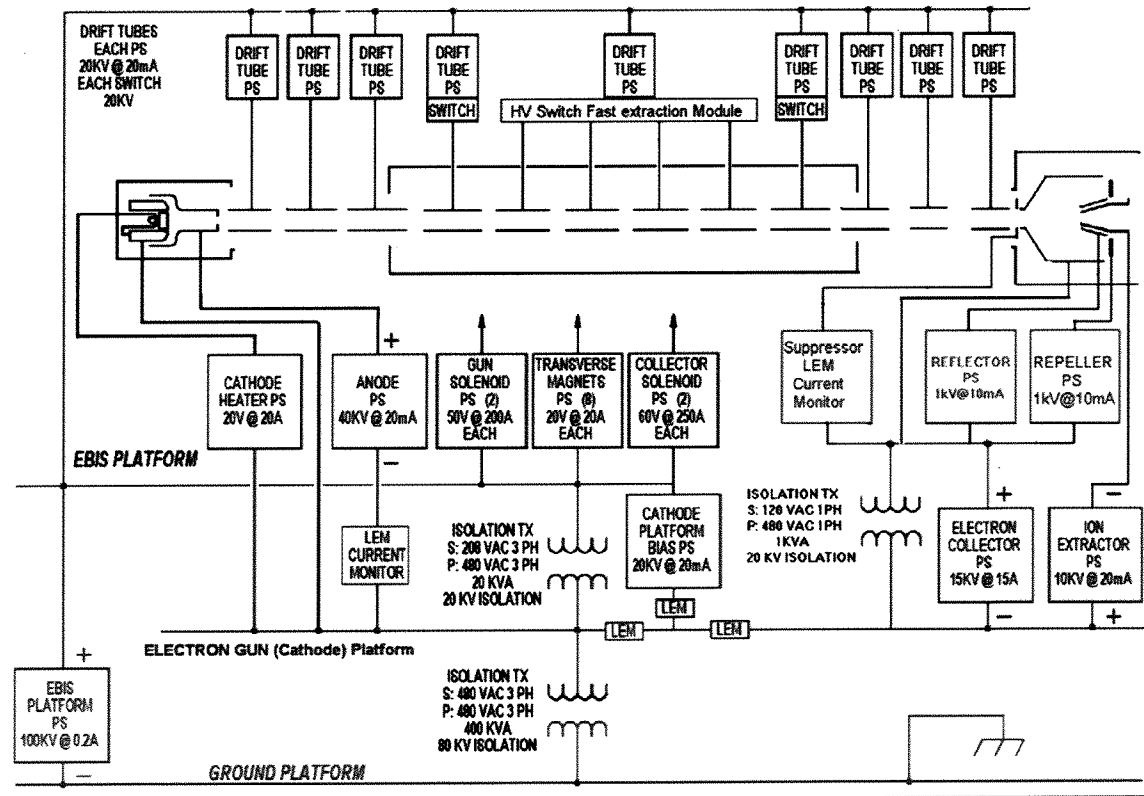 DRIFT TUBES
EACH PS
20KV @ 20mA
EACH SWITCH
20KV
DRIFT
TUBE
PS
DRIFT
TUBE
PS
DRIFT
TUBE
PS
DRIFT
TUBE
PS
SWITCH
DRIFT
TUBE
PS
HV Switch Fast extraction Module
DRIFT
TUBE
PS
SWITCH
DRIFT
TUBE
PS
DRIFT
TUBE
PS
DRIFT
TUBE
PS
CATHODE
HEATER PS
20V @ 20A
+
ANODE
PS
40KV @ 20mA
−
GUN
SOLENOID
PS (2)
50V @ 200A
EACH
TRANSVERSE
MAGNETS
PS (8)
20V @ 20A
EACH
COLLECTOR
SOLENOID
PS (2)
60V @ 250A
EACH
Suppressor
LEM
Current
Monitor
REFLECTOR
PS
1kV@10mA
REPELLER
PS
1kV@10mA
EBIS PLATFORM
LEM
CURRENT
MONITOR
ISOLATION TX
S: 208 VAC 3 PH
P: 480 VAC 3 PH
20 KVA
20 KV ISOLATION
CATHODE
PLATFORM
BIAS PS
20KV @ 20mA
LEM
LEM
LEM
ISOLATION TX
S: 120 VAC 1PH
P: 480 VAC 1PH
1KVA
20 KV ISOLATION
+
ELECTRON
COLLECTOR
PS
15KV @ 15A
−
−
ION
EXTRACTOR
PS
10KV @ 20mA
+
ELECTRON GUN (Cathode) Platform
+
EBIS
PLATFORM
PS
100KV @ 0.2A
−
ISOLATION TX
S: 480 VAC 3 PH
P: 480 VAC 3 PH
400 KVA
80 KV ISOLATION
GROUND PLATFORM